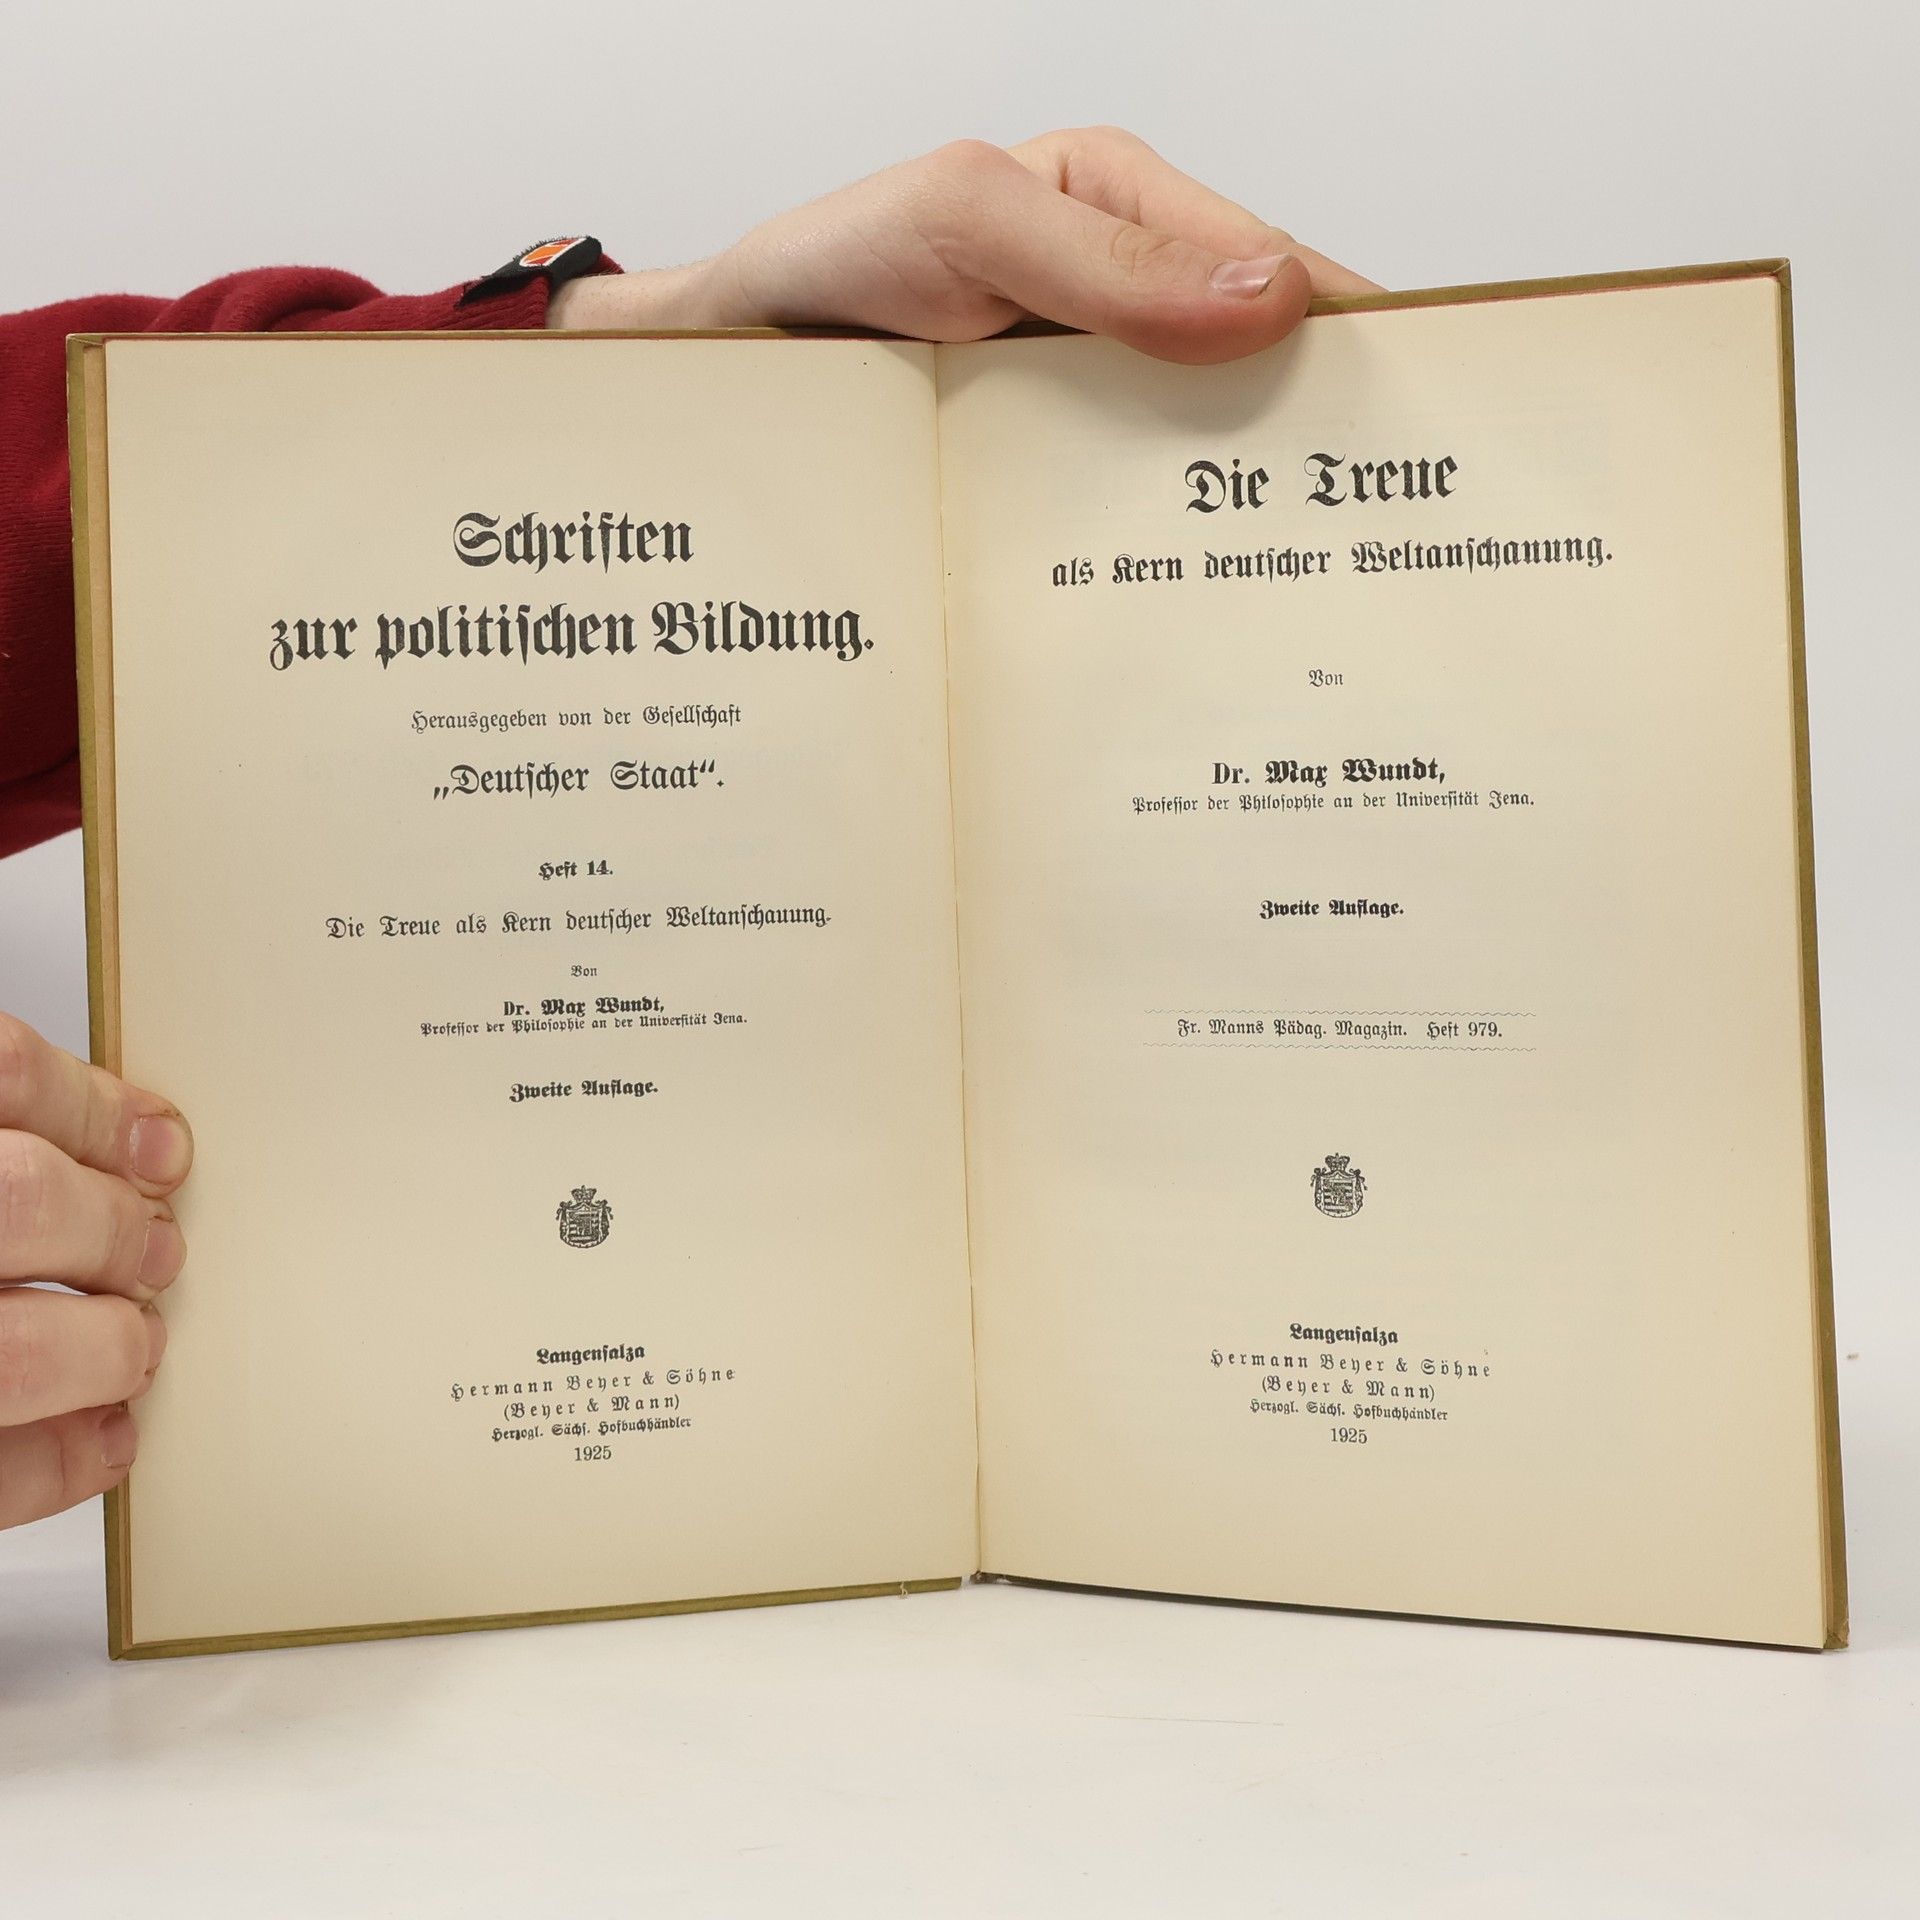 Schriften
zur politischen Bildung.
Herausgegeben von der Gesellschaft
„Deutscher Staat“.
Heft 14.
Die Treue als Kern deutscher Weltanschauung.
Von
Dr. Max Wundt,
Professor der Philosophie an der Universität Jena.
Zweite Auflage.
Langensalza
Hermann Beyer & Söhne
(Beyer & Mann)
Herzogl. Sächs. Hofbuchhändler
1925
Die Treue
als Kern deutscher Weltanschauung.
Von
Dr. Max Wundt,
Professor der Philosophie an der Universität Jena.
Zweite Auflage.
Fr. Manns Pädag. Magazin. Heft 979.
Langensalza
Hermann Beyer & Söhne
(Beyer & Mann)
Herzogl. Sächs. Hofbuchhändler
1925